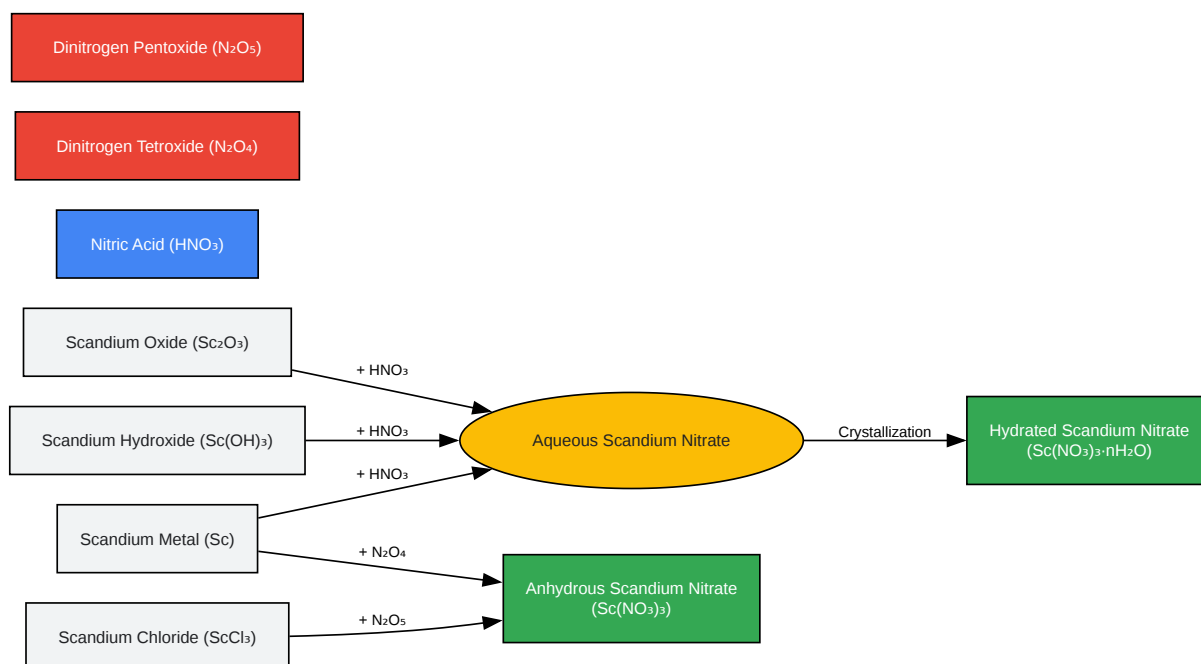 Dinitrogen Pentoxide (N₂O₅)
Dinitrogen Tetroxide (N₂O₄)
Nitric Acid (HNO₃)
Scandium Oxide (Sc₂O₃)
+ HNO₃
Scandium Hydroxide (Sc(OH)₃)
+ HNO₃
Aqueous Scandium Nitrate
Crystallization
Hydrated Scandium Nitrate
(Sc(NO₃)₃·nH₂O)
+ HNO₃
Scandium Metal (Sc)
+ N₂O₄
Anhydrous Scandium Nitrate
(Sc(NO₃)₃)
Scandium Chloride (ScCl₃)
+ N₂O₅